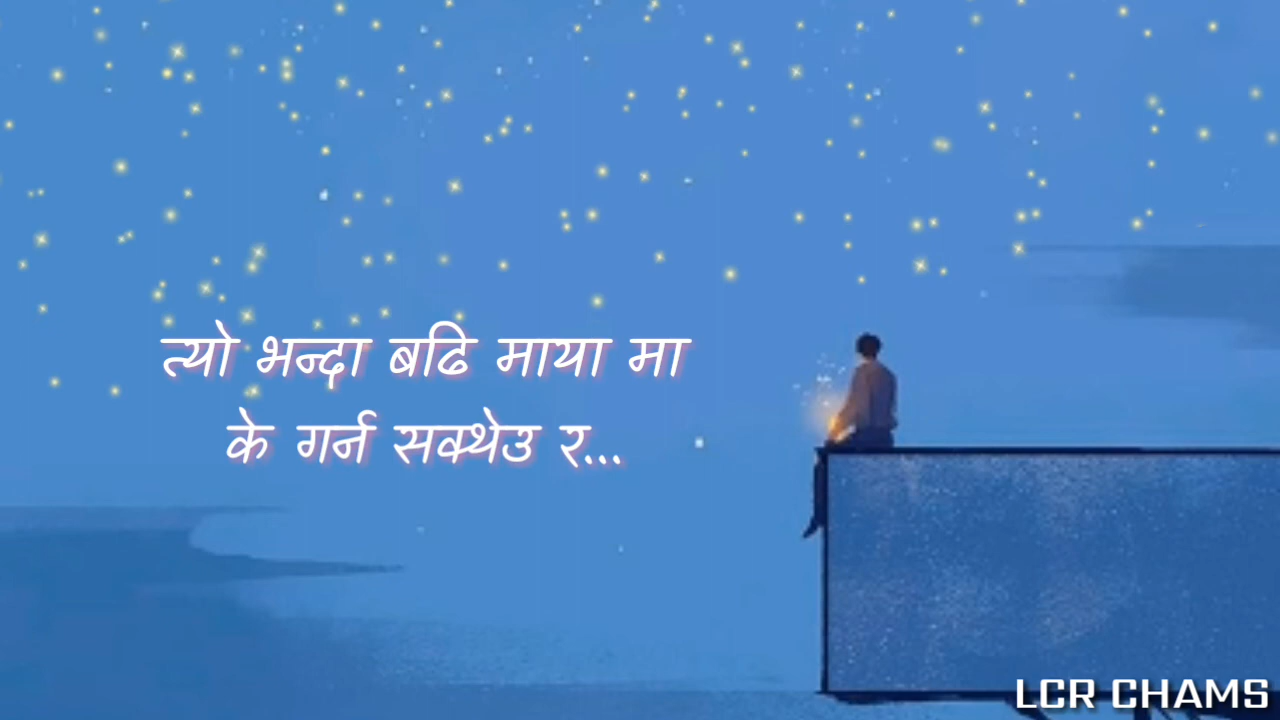 त्यो भन्दा बढि माया मा
के गर्न सक्थेउ र...
LCR CHAMS